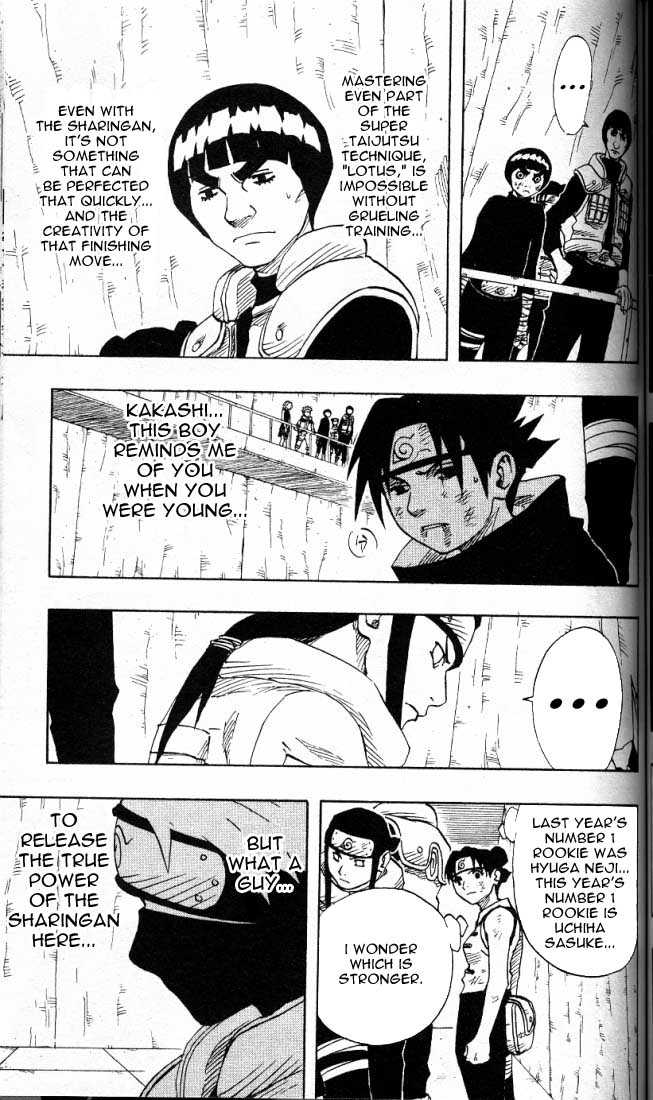 ...
MASTERING
EVEN PART
OF THE
SUPER
TAIJUTSU
TECHNIQUE,
"LOTUS," IS
IMPOSSIBLE
WITHOUT
GRUELING
TRAINING...
EVEN WITH
THE SHARINGAN,
IT'S NOT
SOMETHING
THAT CAN
BE PERFECTED
THAT QUICKLY...
AND THE
CREATIVITY OF
THAT FINISHING
MOVE...
KAKASHI...
THIS BOY
REMINDS ME
OF YOU
WHEN YOU
WERE YOUNG...
...
LAST YEAR'S
NUMBER 1
ROOKIE WAS
HYUGA NEJI...
THIS YEAR'S
NUMBER 1
ROOKIE IS
UCHIHA
SASUKE...
I WONDER
WHICH IS
STRONGER.
BUT
WHAT A
GUY...
TO
RELEASE
THE TRUE
POWER
OF THE
SHARINGAN
HERE...